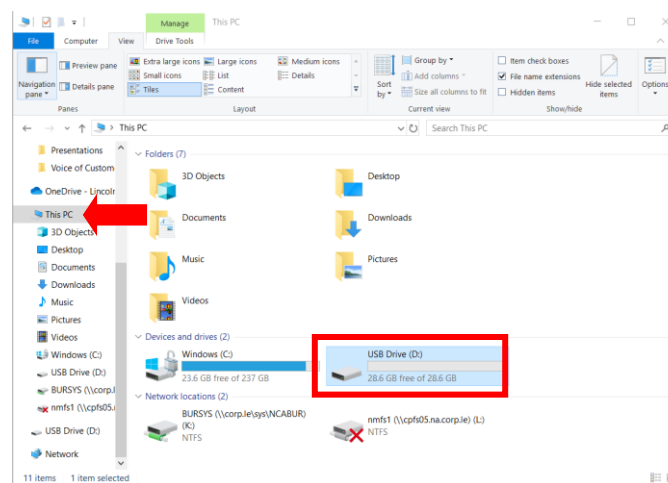 Manage
This PC
File
Computer
View
Drive Tools
Navigation pane
Preview pane
Details pane
Panes
Extra large icons
Large icons
Medium icons
Small icons
List
Details
Tiles
Content
Layout
Sort by
Group by
Add columns
Size all columns to fit
Current view
Item check boxes
File name extensions
Hidden items
Hide selected items
Show/hide
Options
This PC
Search This PC
Presentations
Voice of Custom
OneDrive - Lincoln
This PC
3D Objects
Desktop
Documents
Downloads
Music
Pictures
Videos
Windows (C:)
USB Drive (D:)
BURSYS (\\corp.l
nmfs1 (\\cpfs05.
USB Drive (D:)
Network
Folders (7)
3D Objects
Desktop
Documents
Downloads
Music
Pictures
Videos
Devices and drives (2)
Windows (C:)
23.6 GB free of 237 GB
USB Drive (D:)
28.6 GB free of 28.6 GB
Network locations (2)
BURSYS (\\corp.le\sys\NCABUR)
(K:)
NTFS
nmfs1 (\\cpfs05.na.corp.le) (L:)
NTFS
11 items
1 item selected